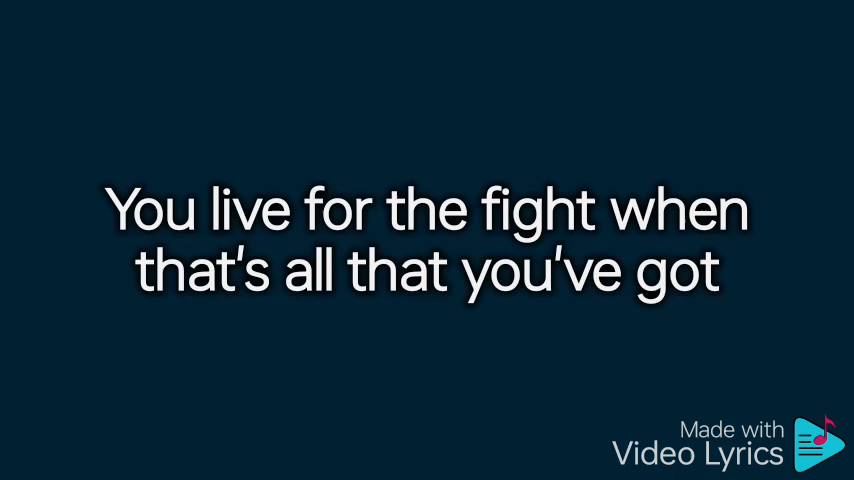 You live for the fight when
that's all that you've got
Made with
Video Lyrics